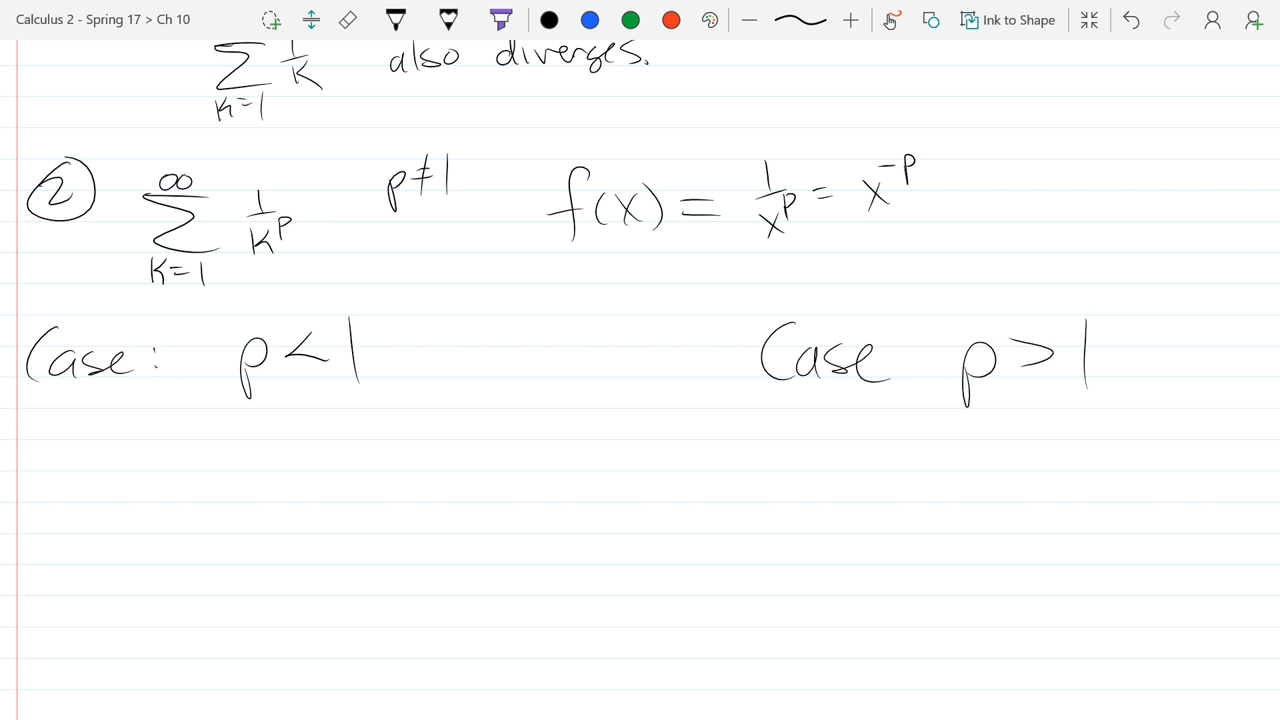 Calculus 2 - Spring 17 > Ch 10
Ink to Shape
∑ K=1 1/K also diverges.
② ∞ ∑ K=1 1/K^p p≠1 f(x) = 1/x^p = x^-p
Case: p<1 Case p>1